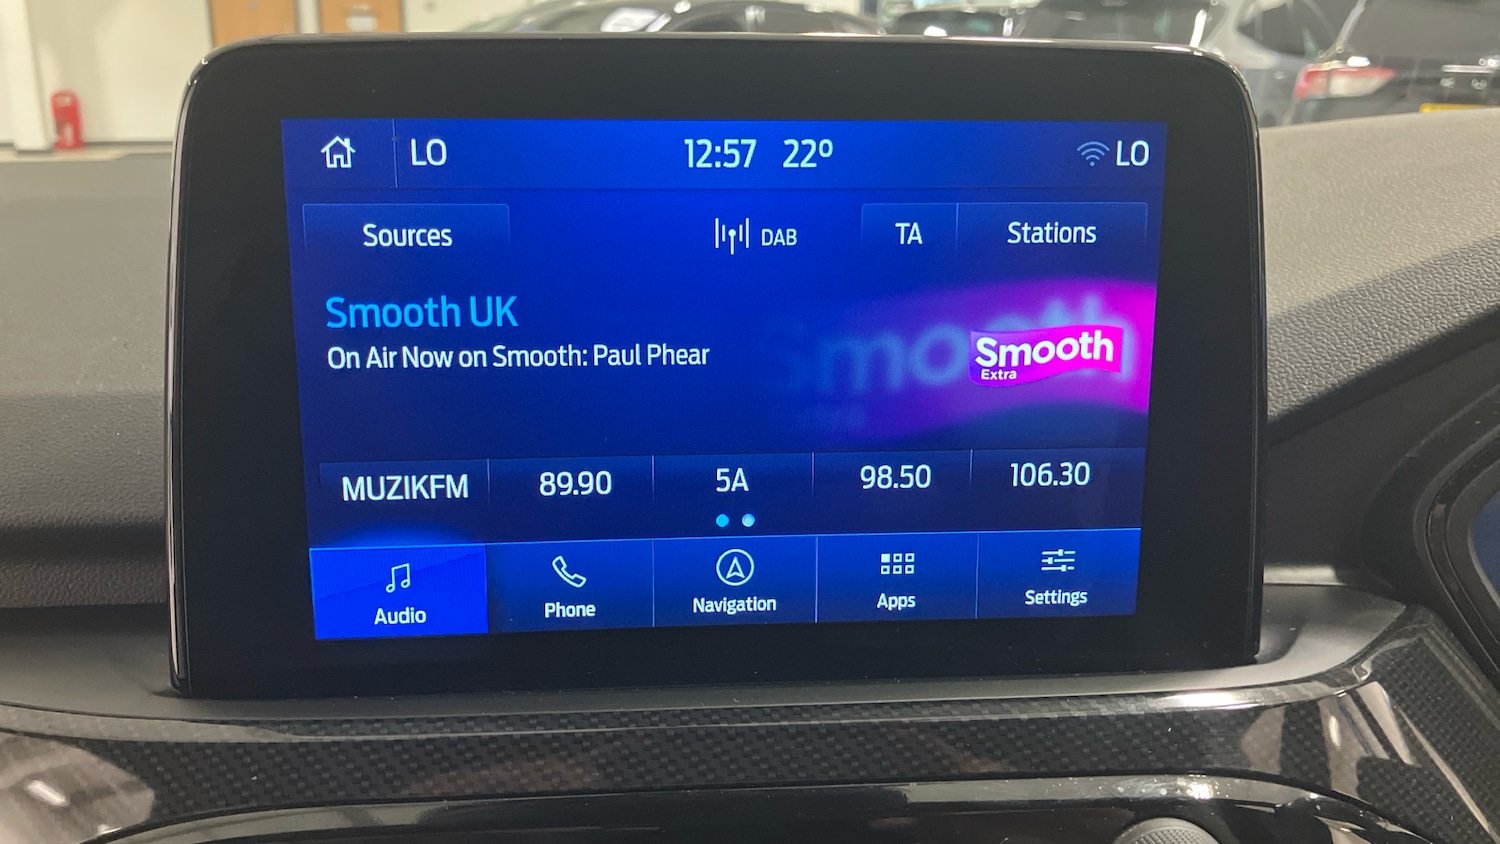 LO 12:57 22º LO
Sources DAB TA Stations
Smooth UK
On Air Now on Smooth: Paul Phear
Smooth
Extra
MUZIKFM 89.90 5A 98.50 106.30
Audio Phone Navigation Apps Settings